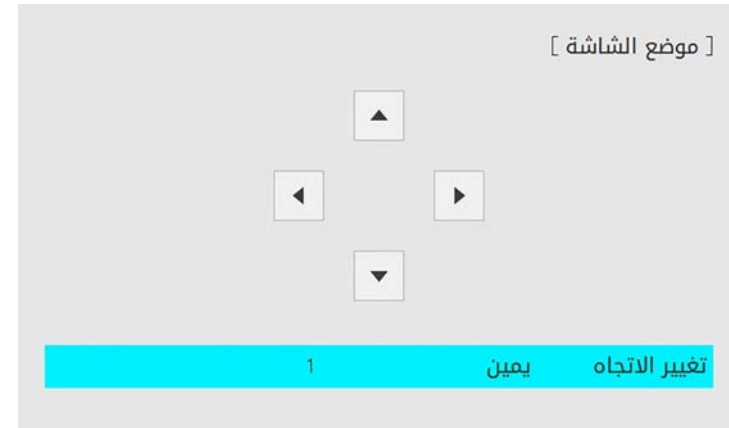 [ موضع الشاشة ]
تغيير الاتجاه يمين 1